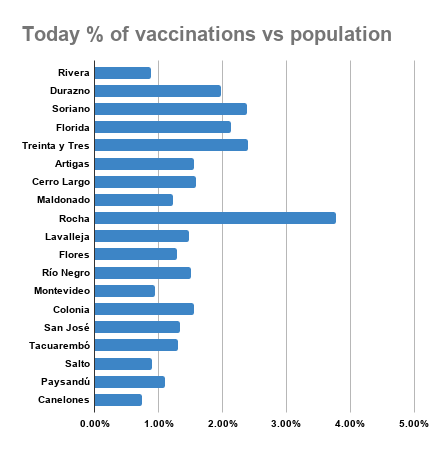 Today % of vaccinations vs population
Rivera
Durazno
Soriano
Florida
Treinta y Tres
Artigas
Cerro Largo
Maldonado
Rocha
Lavalleja
Flores
Río Negro
Montevideo
Colonia
San José
Tacuarembó
Salto
Paysandú
Canelones
0.00% 1.00% 2.00% 3.00% 4.00% 5.00%